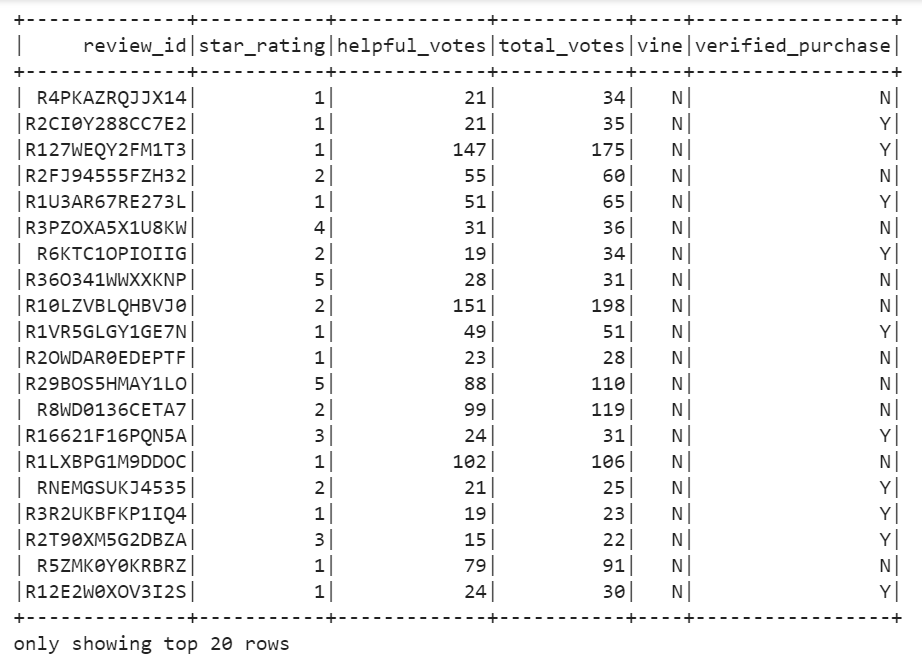 +--------------+-----------+-------------+-----------+----+-----------------+
|     review_id|star_rating|helpful_votes|total_votes|vine|verified_purchase|
+--------------+-----------+-------------+-----------+----+-----------------+
| R4PKAZRQJJX14|          1|           21|         34|   N|                N|
|R2CI0Y288CC7E2|          1|           21|         35|   N|                Y|
|R127WEQY2FM1T3|          1|          147|        175|   N|                Y|
|R2FJ94555FZH32|          2|           55|         60|   N|                N|
|R1U3AR67RE273L|          1|           51|         65|   N|                Y|
|R3PZOXA5X1U8KW|          4|           31|         36|   N|                N|
| R6KTC1OPIOIIG|          2|           19|         34|   N|                Y|
|R36O341WWXXKNP|          5|           28|         31|   N|                N|
|R10LZVBLQHBVJ0|          2|          151|        198|   N|                N|
|R1VR5GLGY1GE7N|          1|           49|         51|   N|                Y|
|R2OWDAR0EDEPTF|          1|           23|         28|   N|                N|
|R29BOS5HMAY1LO|          5|           88|        110|   N|                N|
| R8WD0136CETA7|          2|           99|        119|   N|                N|
|R16621F16PQN5A|          3|           24|         31|   N|                Y|
|R1LXBPG1M9DDOC|          1|          102|        106|   N|                N|
| RNEMGSUKJ4535|          2|           21|         25|   N|                Y|
|R3R2UKBFKP1IQ4|          1|           19|         23|   N|                Y|
|R2T90XM5G2DBZA|          3|           15|         22|   N|                Y|
| R5ZMK0Y0KRBRZ|          1|           79|         91|   N|                N|
|R12E2W0XOV3I2S|          1|           24|         30|   N|                Y|
+--------------+-----------+-------------+-----------+----+-----------------+
only showing top 20 rows